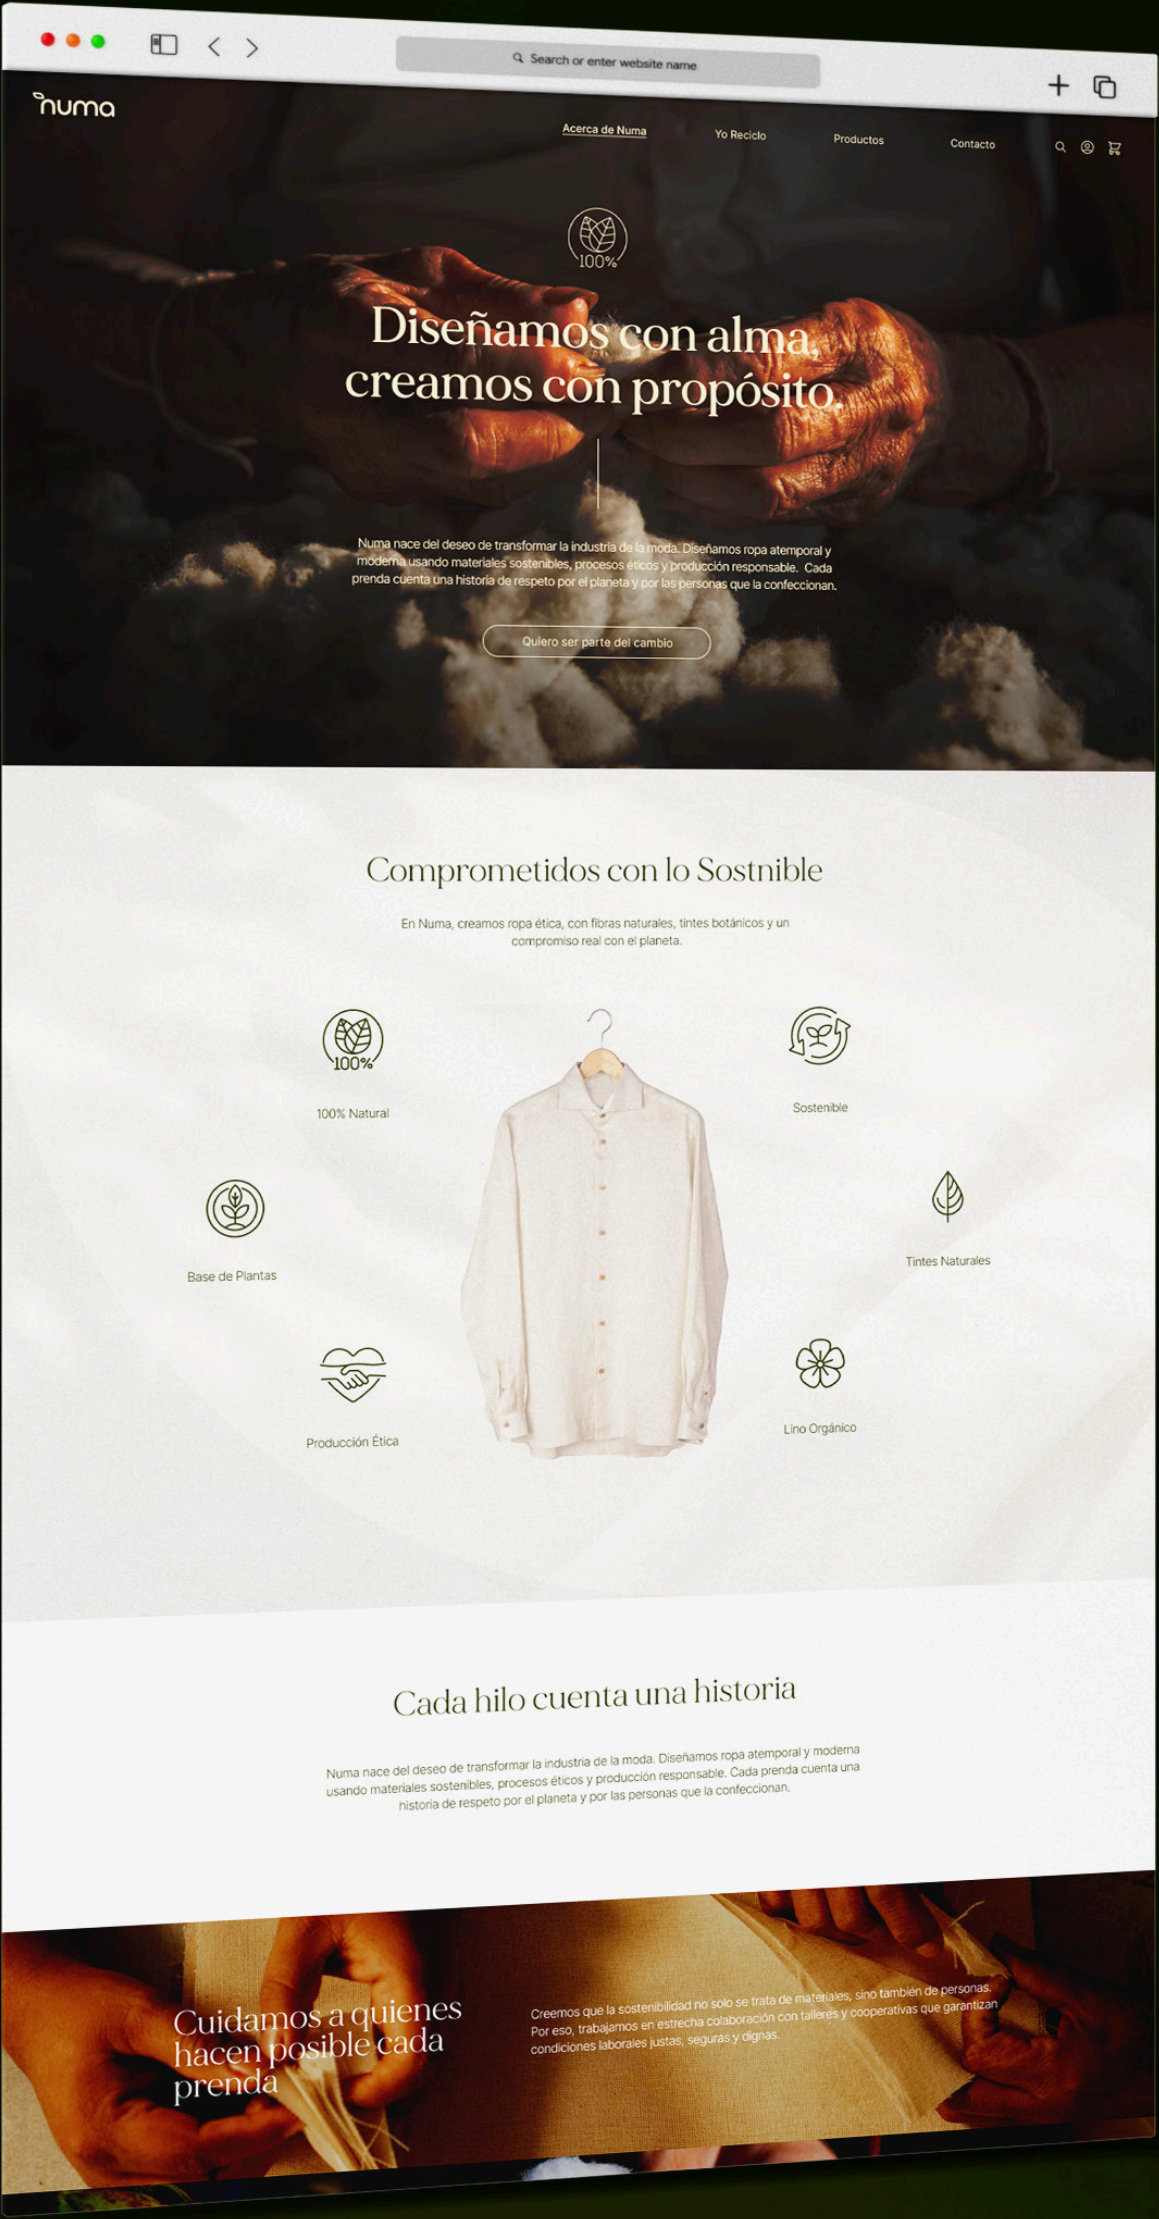 Search or enter website name
numa
Acerca de Numa
Yo Reciclo
Productos
Contacto
100%
Diseñamos con alma,
creamos con propósito.
Numa nace del deseo de transformar la industria de la moda. Diseñamos ropa atemporal y
moderna usando materiales sostenibles, procesos éticos y producción responsable. Cada
prenda cuenta una historia de respeto por el planeta y por las personas que la confeccionan.
Quiero ser parte del cambio
Comprometidos con lo Sostnible
En Numa, creamos ropa ética, con fibras naturales, tintes botánicos y un
compromiso real con el planeta.
100%
100% Natural
Sostenible
Base de Plantas
Tintes Naturales
Producción Ética
Lino Orgánico
Cada hilo cuenta una historia
Numa nace del deseo de transformar la industria de la moda. Diseñamos ropa atemporal y moderna
usando materiales sostenibles, procesos éticos y producción responsable. Cada prenda cuenta una
historia de respeto por el planeta y por las personas que la confeccionan.
Cuidamos a quienes
hacen posible cada
prenda
Creemos que la sostenibilidad no solo se trata de materiales, sino también de personas.
Por eso, trabajamos en estrecha colaboración con talleres y cooperativas que garantizan
condiciones laborales justas, seguras y dignas.